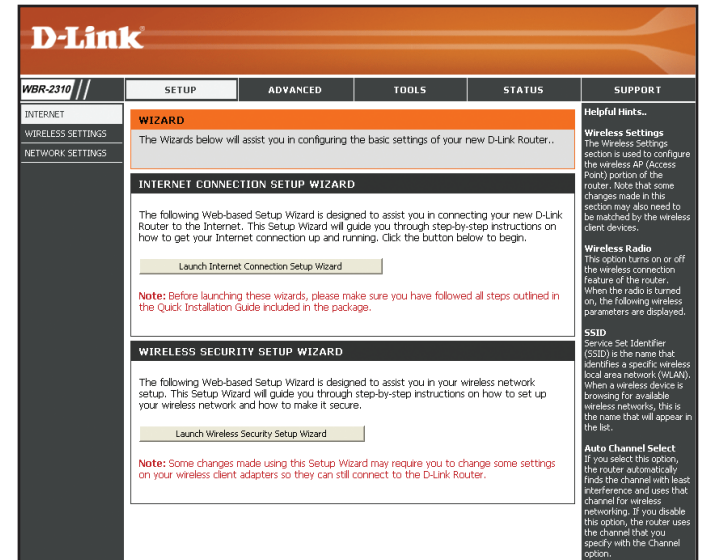 D-Link
WBR-2310 //
SETUP
ADVANCED
TOOLS
STATUS
SUPPORT
INTERNET
WIRELESS SETTINGS
NETWORK SETTINGS
WIZARD
The Wizards below will assist you in configuring the basic settings of your new D-Link Router..
INTERNET CONNECTION SETUP WIZARD
The following Web-based Setup Wizard is designed to assist you in connecting your new D-Link
Router to the Internet. This Setup Wizard will guide you through step-by-step instructions on
how to get your Internet connection up and running. Click the button below to begin.
Launch Internet Connection Setup Wizard
Note: Before launching these wizards, please make sure you have followed all steps outlined in
the Quick Installation Guide included in the package.
WIRELESS SECURITY SETUP WIZARD
The following Web-based Setup Wizard is designed to assist you in your wireless network
setup. This Setup Wizard will guide you through step-by-step instructions on how to set up
your wireless network and how to make it secure.
Launch Wireless Security Setup Wizard
Note: Some changes made using this Setup Wizard may require you to change some settings
on your wireless client adapters so they can still connect to the D-Link Router.
Helpful Hints..
Wireless Settings
The Wireless Settings
section is used to configure
the wireless AP (Access
Point) portion of the
router. Note that some
changes made in this
section may also need to
be matched by the wireless
client devices.
Wireless Radio
This option turns on or off
the wireless connection
feature of the router.
When the radio is turned
on, the following wireless
parameters are displayed.
SSID
Service Set Identifier
(SSID) is the name that
identifies a specific wireless
local area network (WLAN).
When a wireless device is
browsing for available
wireless networks, this is
the name that will appear in
the list.
Auto Channel Select
If you select this option,
the router automatically
finds the channel with least
interference and uses that
channel for wireless
networking. If you disable
this option, the router uses
the channel that you
specify with the Channel
option.